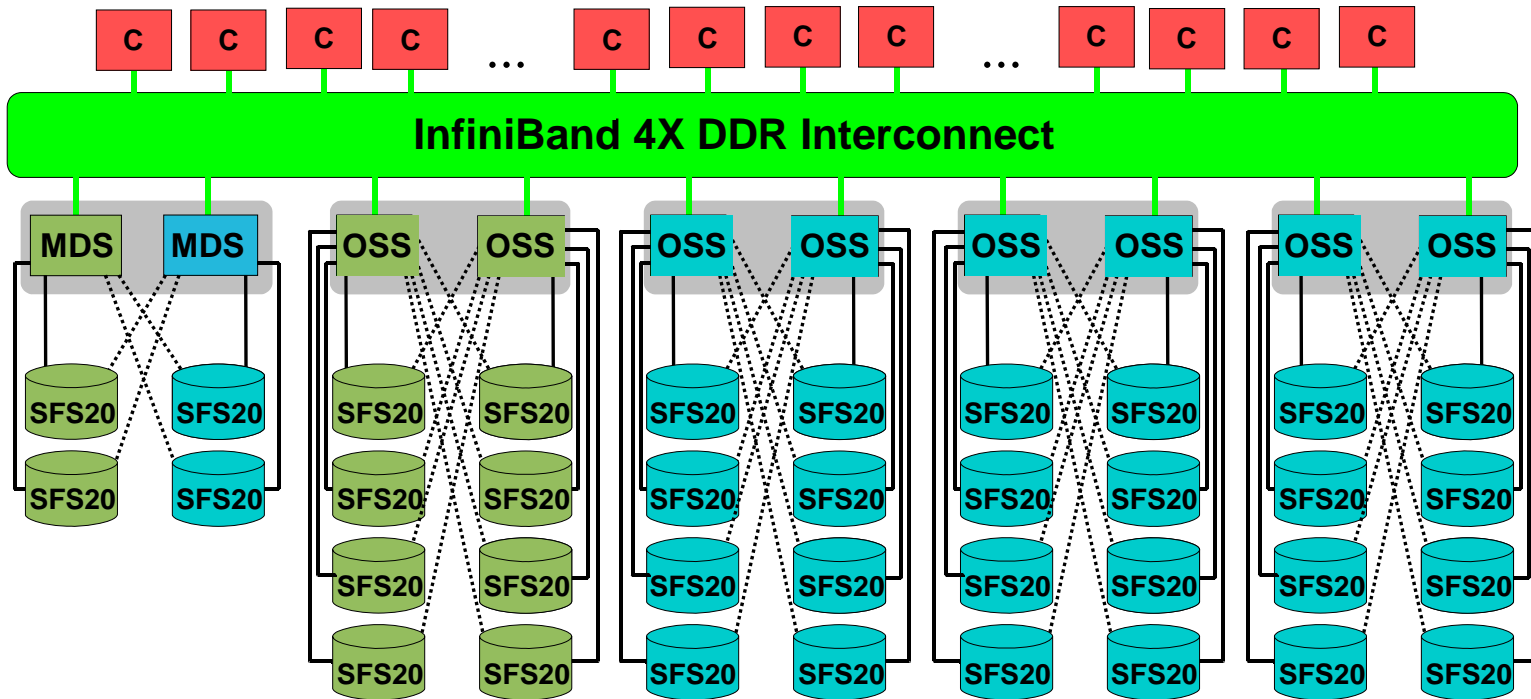 C C C C ... C C C C ... C C C C
InfiniBand 4X DDR Interconnect
MDS MDS OSS OSS OSS OSS OSS OSS OSS OSS
SFS20 SFS20 SFS20 SFS20 SFS20 SFS20 SFS20 SFS20 SFS20 SFS20
SFS20 SFS20 SFS20 SFS20 SFS20 SFS20 SFS20 SFS20 SFS20 SFS20
SFS20 SFS20 SFS20 SFS20 SFS20 SFS20 SFS20 SFS20
SFS20 SFS20 SFS20 SFS20 SFS20 SFS20 SFS20 SFS20